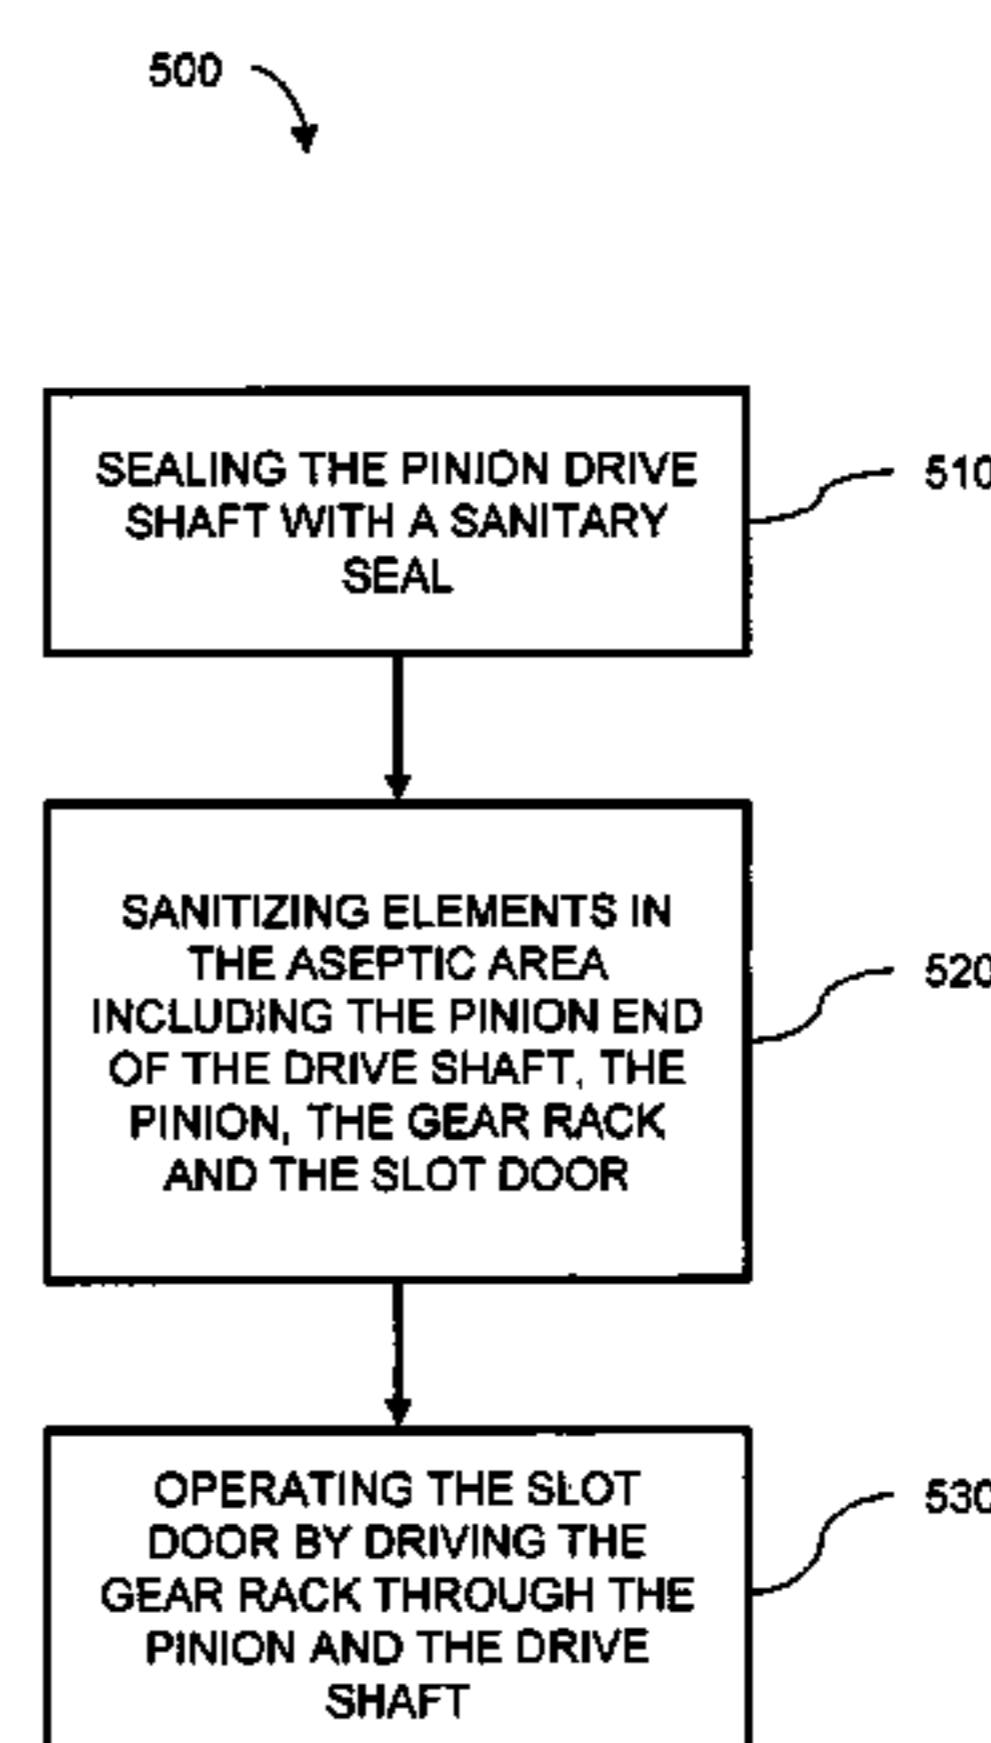 500
SEALING THE PINION DRIVE
SHAFT WITH A SANITARY
SEAL
510
SANITIZING ELEMENTS IN
THE ASEPTIC AREA
INCLUDING THE PINION END
OF THE DRIVE SHAFT, THE
PINION, THE GEAR RACK
AND THE SLOT DOOR
520
OPERATING THE SLOT
DOOR BY DRIVING THE
GEAR RACK THROUGH THE
PINION AND THE DRIVE
SHAFT
530